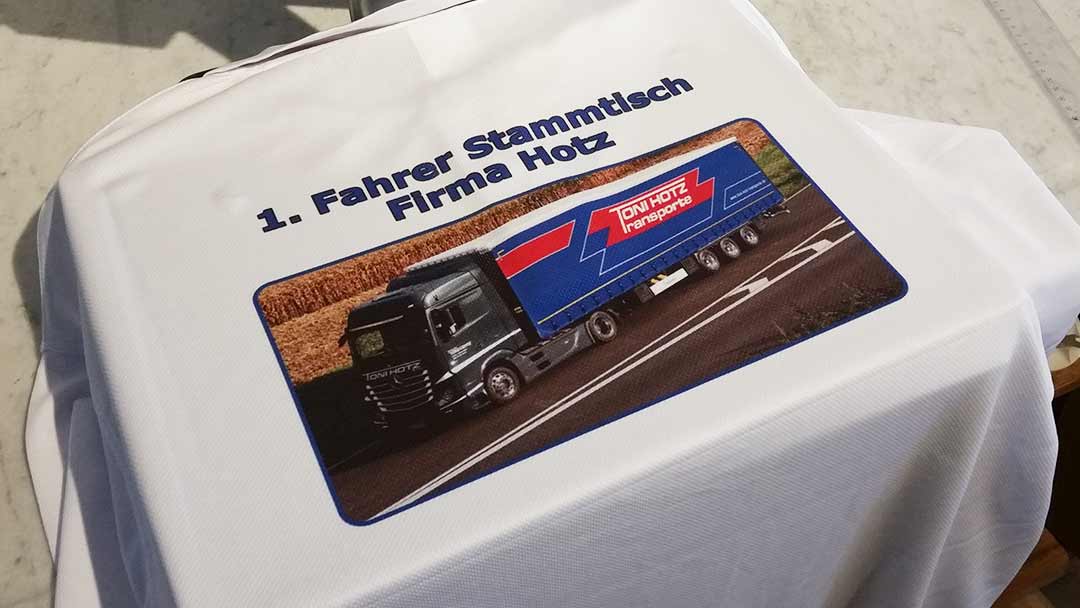 1. Fahrer Stammtisch
Firma Hotz
TONI HOTZ
Transporte
TONI HOTZ